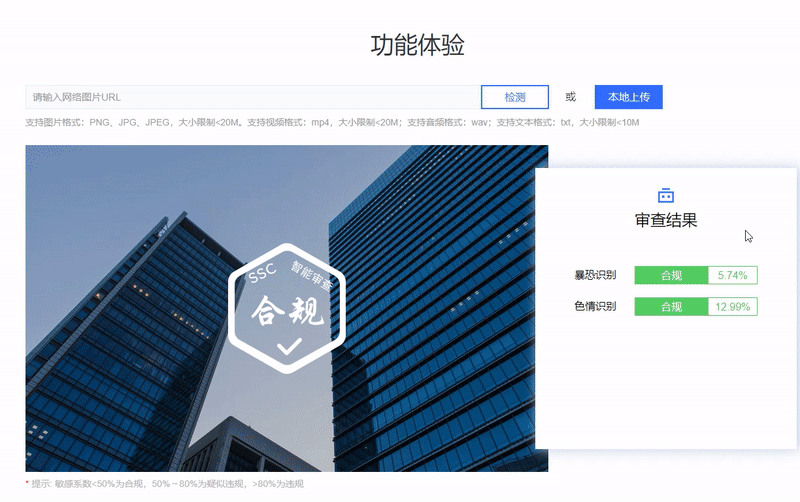 功能体验
请输入网络图片URL
检测
或
本地上传
支持图片格式：PNG、JPG、JPEG，大小限制<20M。支持视频格式：mp4，大小限制<20M；支持音频格式：wav；支持文本格式：txt，大小限制<10M
SSC 智能审查
合规
审查结果
暴恐识别 合规 5.74%
色情识别 合规 12.99%
* 提示: 敏感系数<50%为合规，50%~80%为疑似违规，>80%为违规